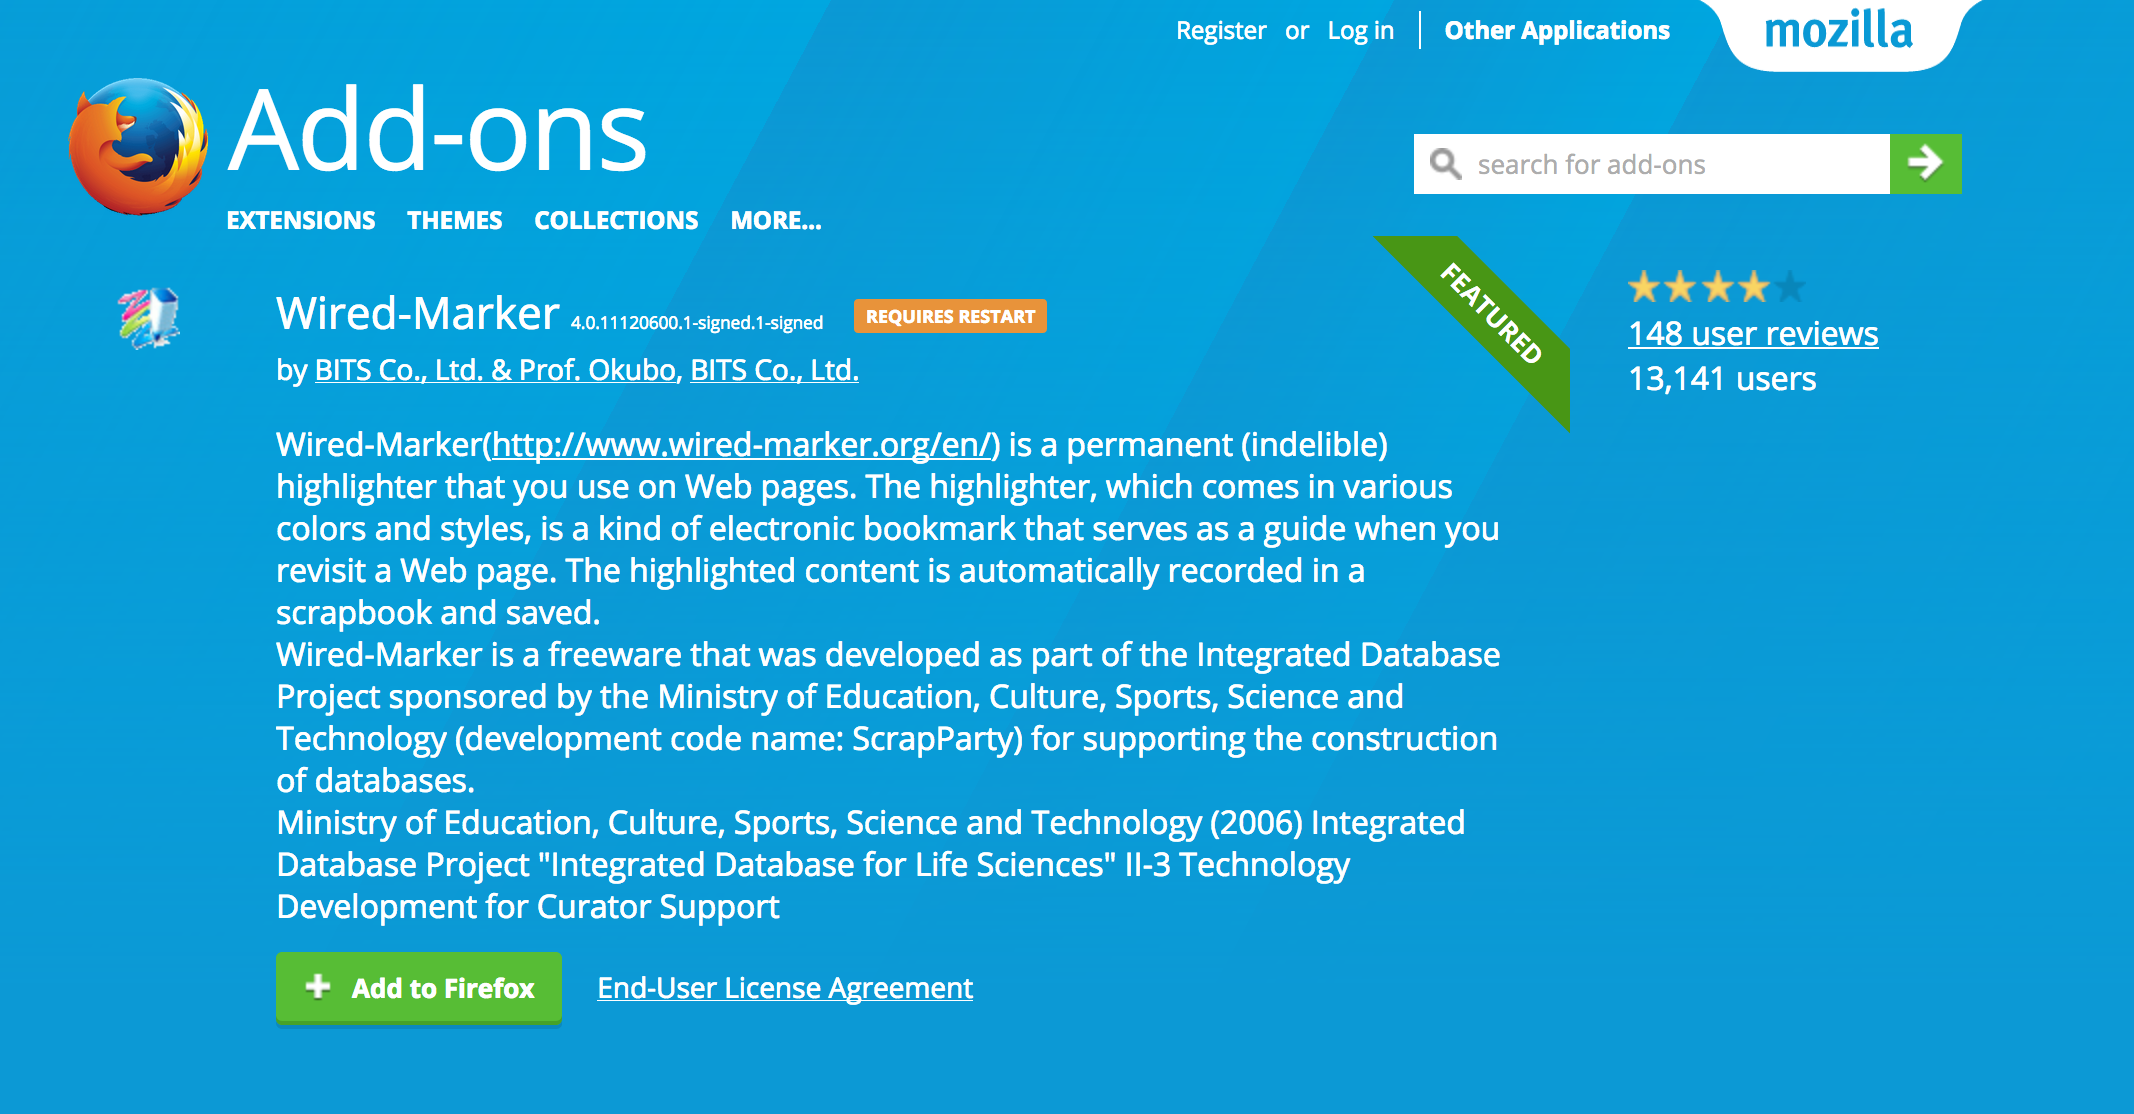 Register or Log in Other Applications mozilla
Add-ons
search for add-ons
EXTENSIONS THEMES COLLECTIONS MORE...
FEATURED
Wired-Marker 4.0.11120600.1-signed.1-signed REQUIRES RESTART
148 user reviews
by BITS Co., Ltd. & Prof. Okubo, BITS Co., Ltd.
13,141 users
Wired-Marker(http://www.wired-marker.org/en/) is a permanent (indelible)
highlighter that you use on Web pages. The highlighter, which comes in various
colors and styles, is a kind of electronic bookmark that serves as a guide when you
revisit a Web page. The highlighted content is automatically recorded in a
scrapbook and saved.
Wired-Marker is a freeware that was developed as part of the Integrated Database
Project sponsored by the Ministry of Education, Culture, Sports, Science and
Technology (development code name: ScrapParty) for supporting the construction
of databases.
Ministry of Education, Culture, Sports, Science and Technology (2006) Integrated
Database Project "Integrated Database for Life Sciences" II-3 Technology
Development for Curator Support
Add to Firefox End-User License Agreement